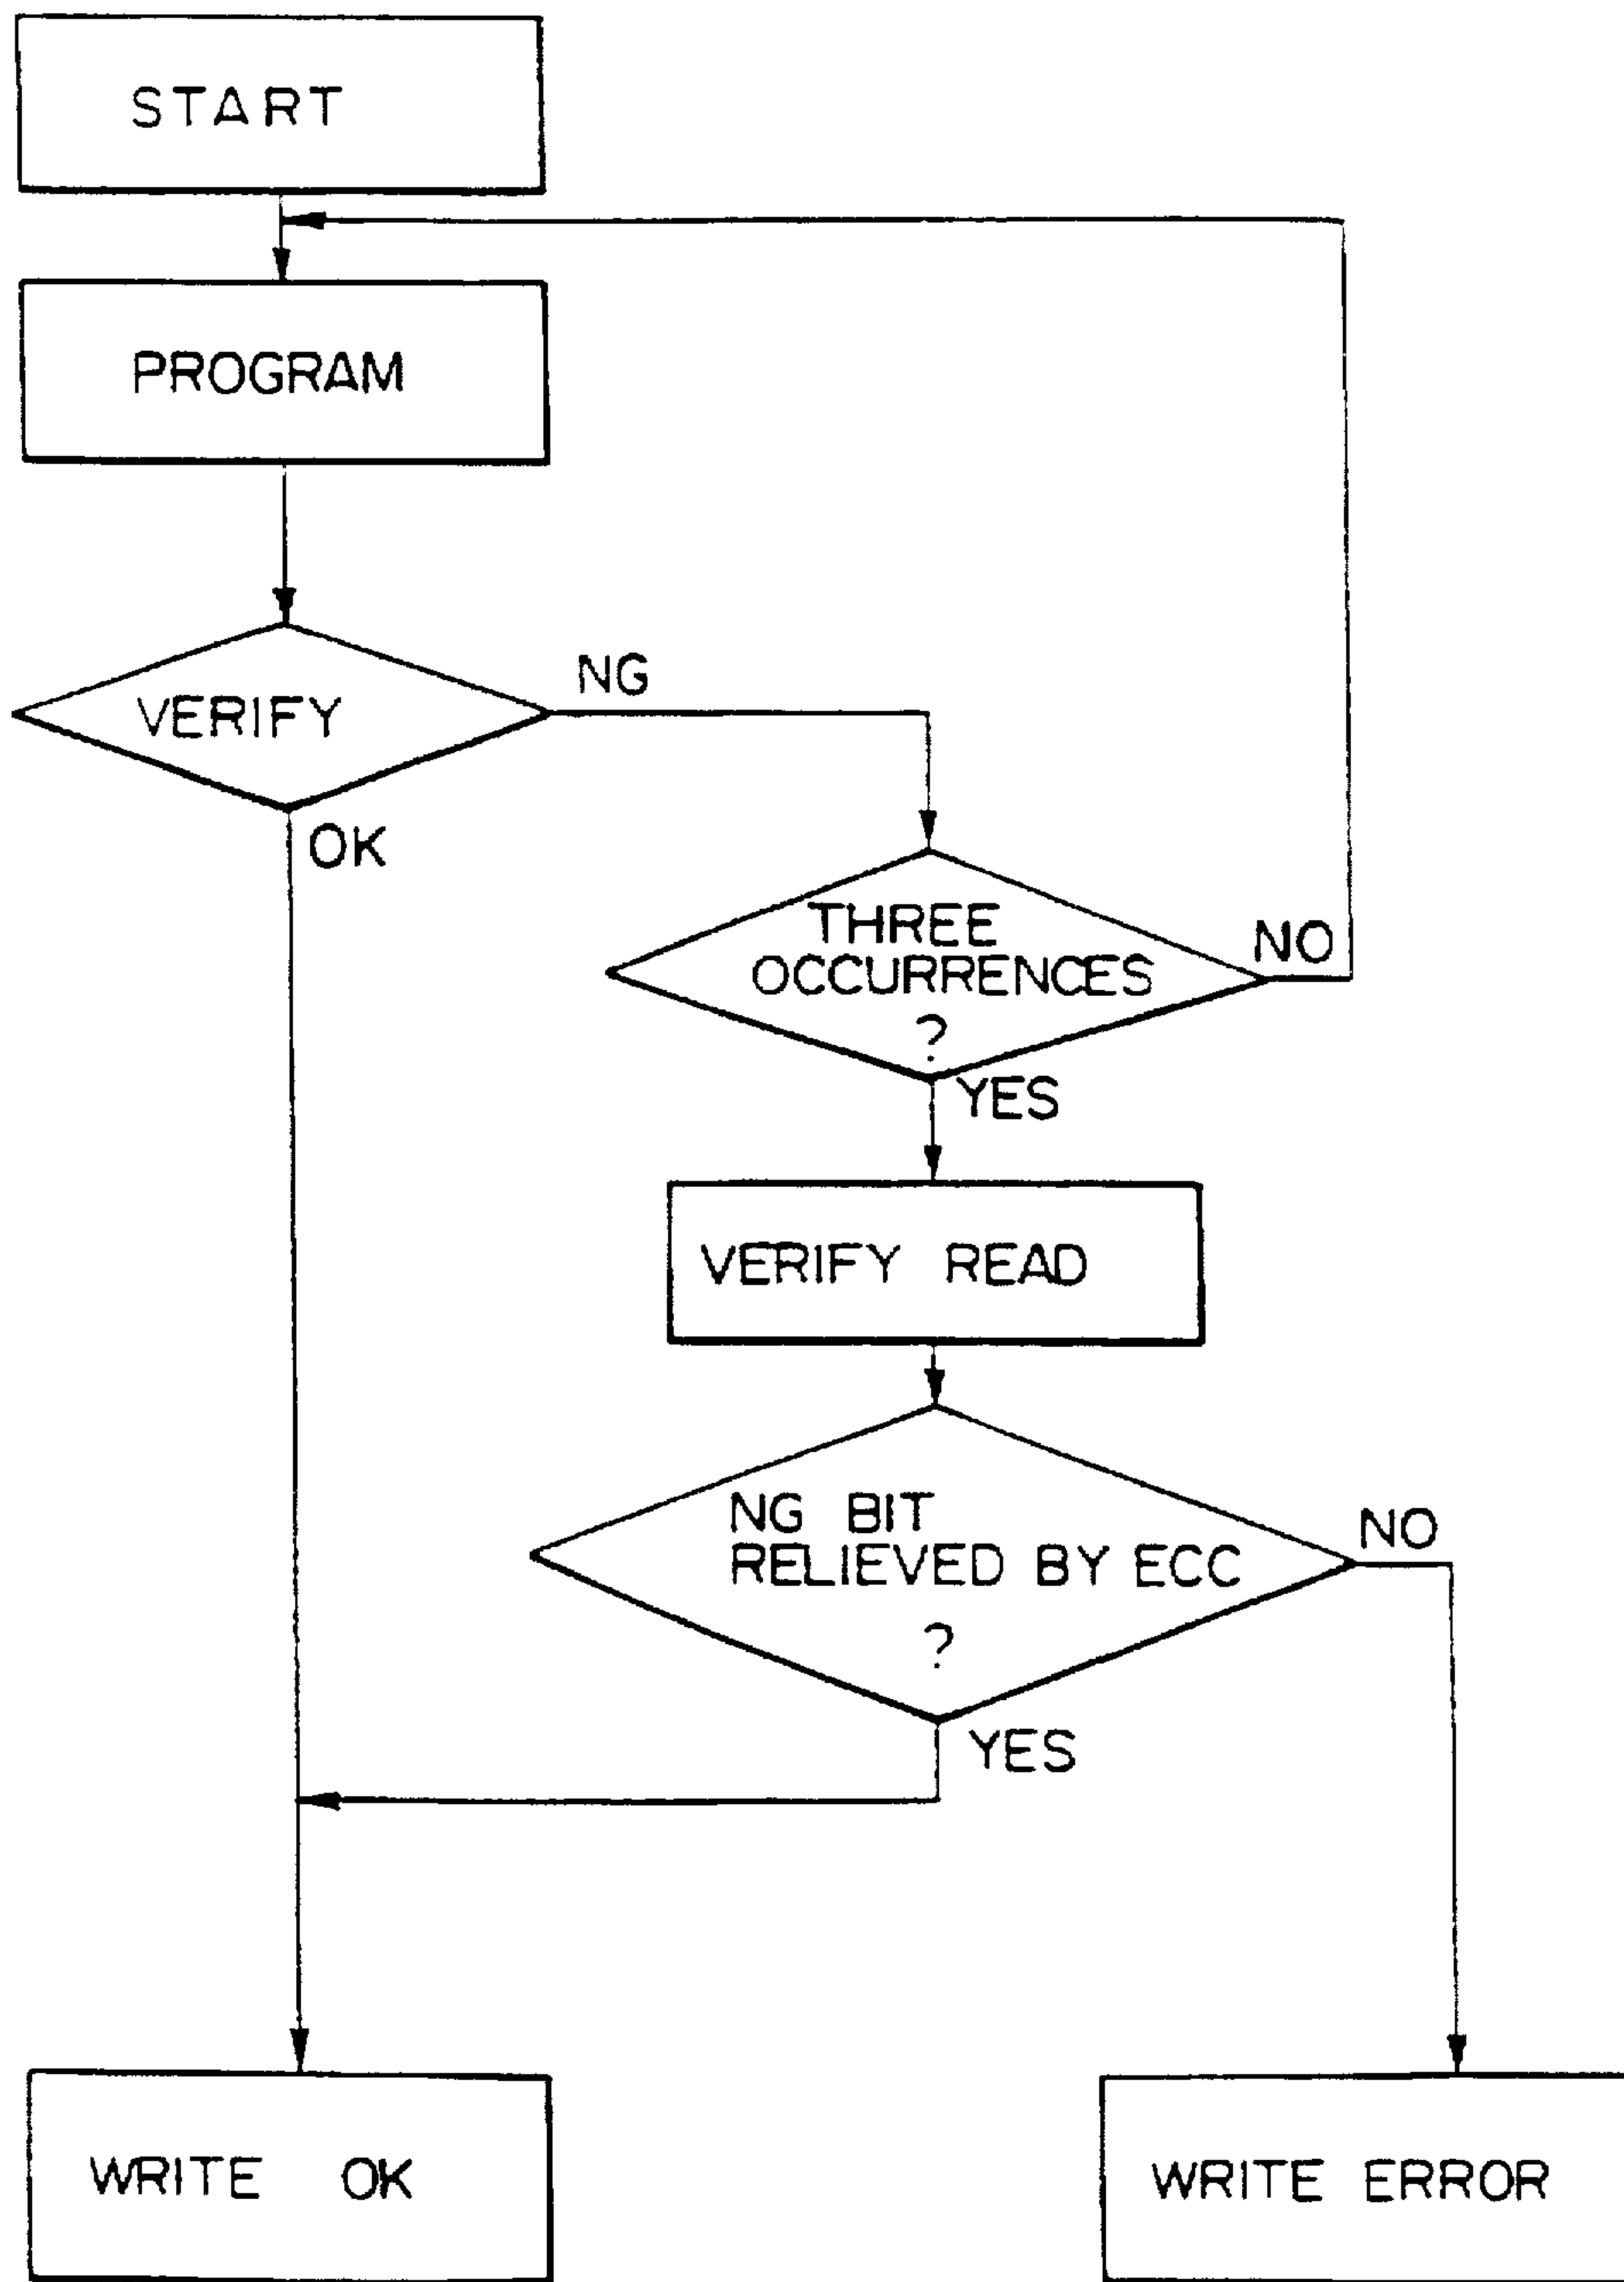 START
PROGRAM
VERIFY
NG
OK
THREE
OCCURRENCES
?
NO
YES
VERIFY READ
NG BIT
RELIEVED BY ECC
?
NO
YES
WRITE OK
WRITE ERROR